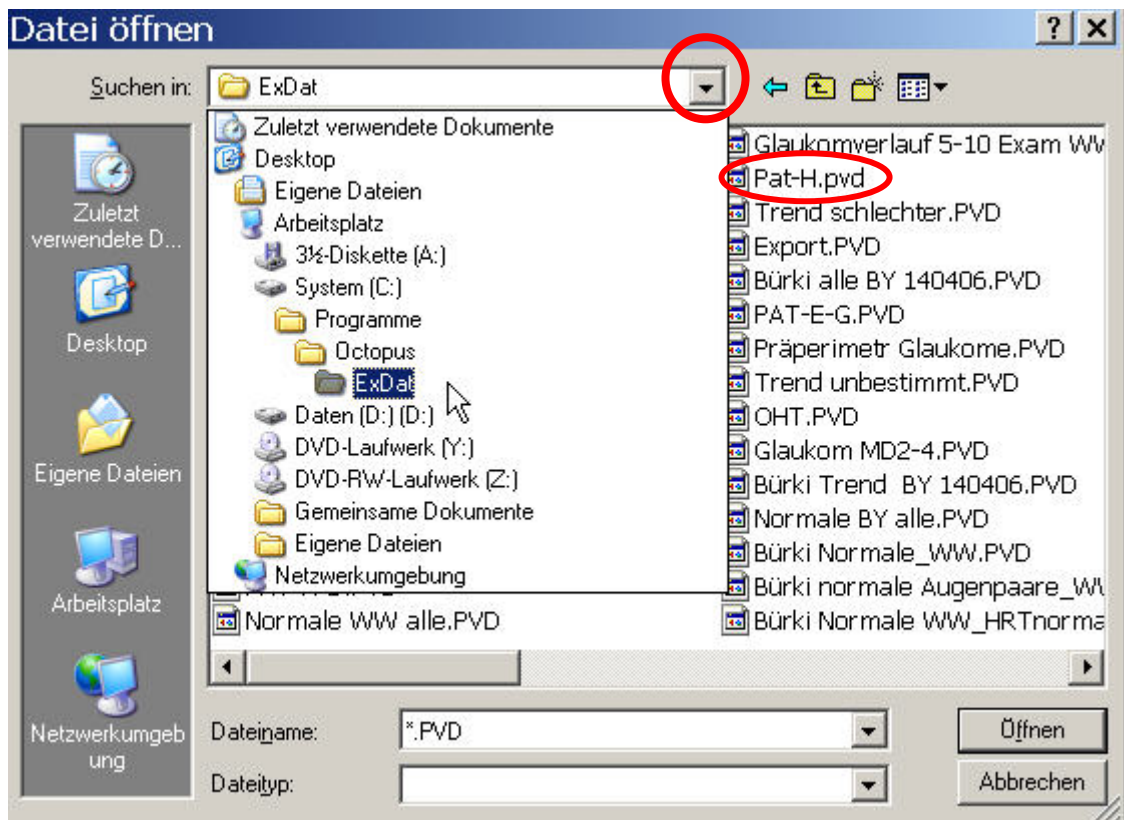 Datei öffnen
Suchen in:
ExDat
Zuletzt verwendete D...
Desktop
Eigene Dateien
Arbeitsplatz
Netzwerkumgeb
ung
Zuletzt verwendete Dokumente
Desktop
Eigene Dateien
Arbeitsplatz
3½-Diskette (A:)
System (C:)
Programme
Octopus
ExDat
Daten (D:) (D:)
DVD-Laufwerk (Y:)
DVD-RW-Laufwerk (Z:)
Gemeinsame Dokumente
Eigene Dateien
Netzwerkumgebung
Normale WW alle.PVD
Glaukomverlauf 5-10 Exam WW
Pat-H.pvd
Trend schlechter.PVD
Export.PVD
Bürki alle BY 140406.PVD
PAT-E-G.PVD
Präperimetr Glaukome.PVD
Trend unbestimmt.PVD
OHT.PVD
Glaukom MD2-4.PVD
Bürki Trend BY 140406.PVD
Normale BY alle.PVD
Bürki Normale_WW.PVD
Bürki normale Augenpaare_W
Bürki Normale WW_HRTnorma
Dateiname:
*.PVD
Öffnen
Dateityp:
Abbrechen